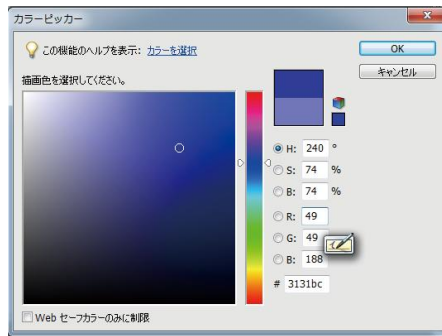 カラーピッカー
この機能のヘルプを表示: カラーを選択
OK
キャンセル
描画色を選択してください。
H: 240 °
S: 74 %
B: 74 %
R: 49
G: 49
B: 188
# 3131bc
Web セーフカラーのみに制限